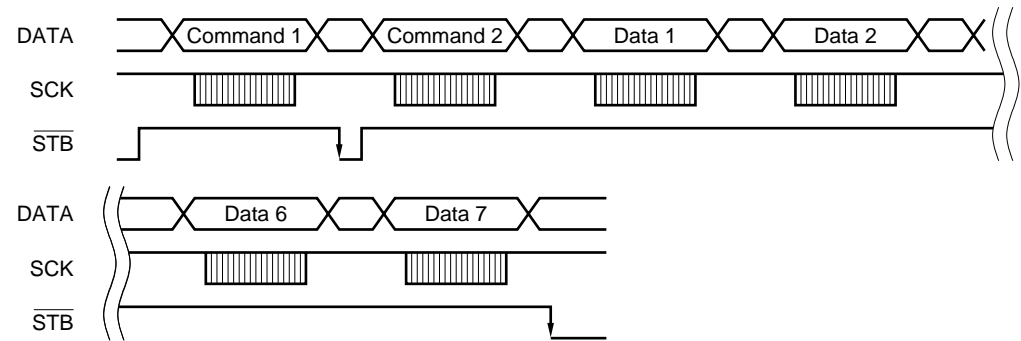 DATA Command 1 Command 2 Data 1 Data 2
SCK
STB
DATA Data 6 Data 7
SCK
STB